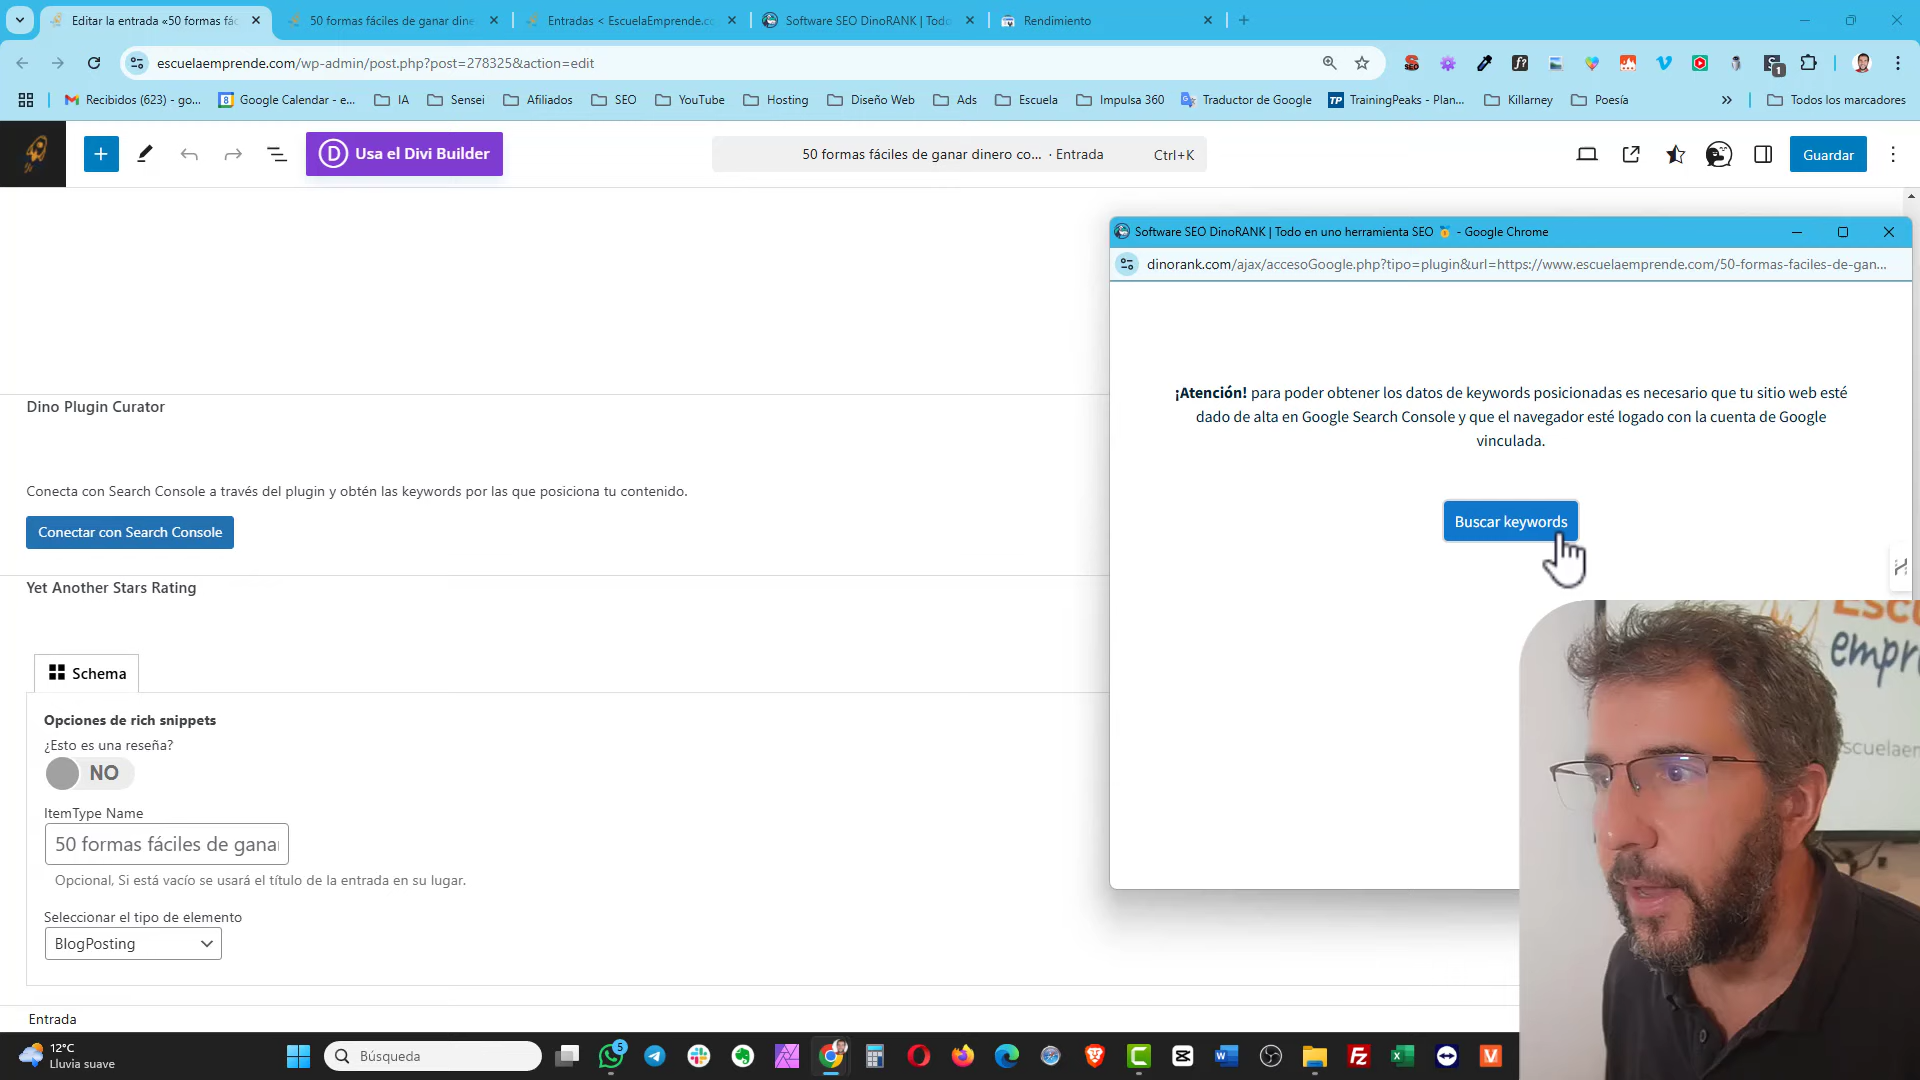 Editar la entrada «50 formas fác
50 formas fáciles de ganar dine
Entradas < EscuelaEmprende.co
Software SEO DinoRANK | Todo
Rendimiento
escuelaemprende.com/wp-admin/post.php?post=278325&action=edit
Recibidos (623) - go...
Google Calendar - e...
IA
Sensei
Afiliados
SEO
YouTube
Hosting
Diseño Web
Ads
Escuela
Impulsa 360
Traductor de Google
TrainingPeaks - Plan...
Killarney
Poesía
Todos los marcadores
Usa el Divi Builder
50 formas fáciles de ganar dinero co... · Entrada
Ctrl+K
Guardar
Software SEO DinoRANK | Todo en uno herramienta SEO 🥇 - Google Chrome
dinorank.com/ajax/accesoGoogle.php?tipo=plugin&url=https://www.escuelaemprende.com/50-formas-faciles-de-gan...
¡Atención! para poder obtener los datos de keywords posicionadas es necesario que tu sitio web esté
dado de alta en Google Search Console y que el navegador esté logado con la cuenta de Google
vinculada.
Buscar keywords
Dino Plugin Curator
Conecta con Search Console a través del plugin y obtén las keywords por las que posiciona tu contenido.
Conectar con Search Console
Yet Another Stars Rating
Schema
Opciones de rich snippets
¿Esto es una reseña?
NO
ItemType Name
50 formas fáciles de ganar
Opcional, Si está vacío se usará el título de la entrada en su lugar.
Seleccionar el tipo de elemento
BlogPosting
Entrada
12°C
Lluvia suave
Búsqueda
5